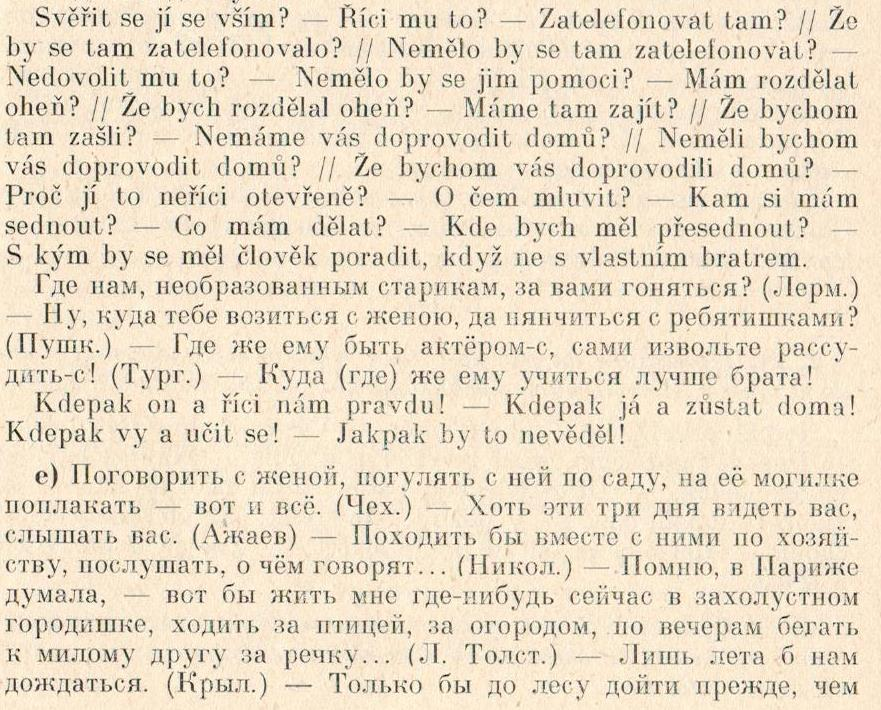 Svěřit se jí se vším? — Říci mu to? — Zatelefonovat tam? // Že
by se tam zatelefonovalo? // Nemělo by se tam zatelefonovat? —
Nedovolit mu to? — Nemělo by se jim pomoci? — Mám rozdělat
oheň? // Že bych rozdělal oheň? — Máme tam zajít? // Že bychom
tam zašli? — Nemáme vás doprovodit domů? // Neměli bychom
vás doprovodit domů? // Že bychom vás doprovodili domů? —
Proč jí to neříci otevřeně? — O čem mluvit? — Kam si mám
sednout? — Co mám dělat? — Kde bych měl přesednout? —
S kým by se měl člověk poradit, když ne s vlastním bratrem.
Где нам, необразованным старикам, за вами гоняться? (Лерм.)
— Ну, куда тебе возиться с женою, да нянчиться с ребятишками?
(Пушк.) — Где же ему быть актёром-с, сами извольте рассу-
дить-с! (Тург.) — Куда (где) же ему учиться лучше брата!
Kdepak on a říci nám pravdu! — Kdepak já a zůstat doma!
Kdepak vy a učit se! — Jakpak by to nevěděl!
e) Поговорить с женой, погулять с ней по саду, на её могилке
поплакать — вот и всё. (Чех.) — Хоть эти три дня видеть вас,
слышать вас. (Ажаев) — Походить бы вместе с ними по хозяй-
ству, послушать, о чём говорят... (Никол.) — Помню, в Париже
думала, — вот бы жить мне где-нибудь сейчас в захолустном
городишке, ходить за птицей, за огородом, по вечерам бегать
к милому другу за речку... (Л. Толст.) — Лишь лета б нам
дождаться. (Крыл.) — Только бы до лесу дойти прежде, чем